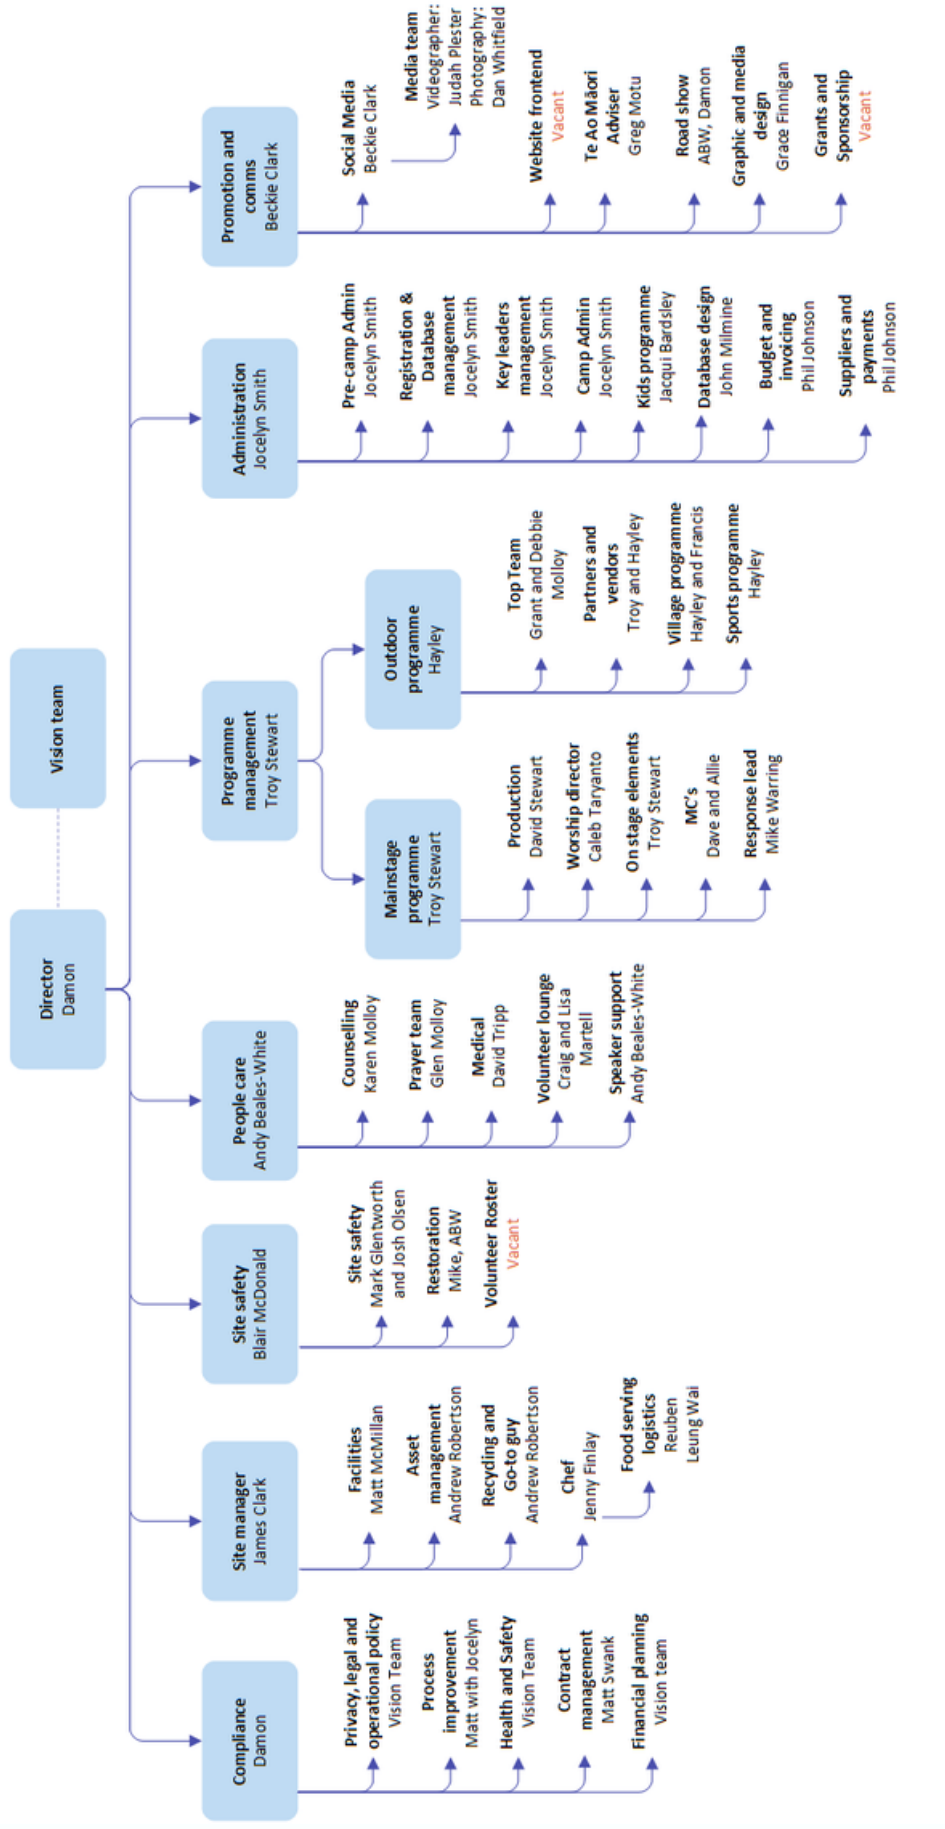 Director
Damon
Vision team
Compliance
Damon
Privacy, legal and
operational policy
Vision Team
Process
improvement
Matt with Jocelyn
Health and Safety
Vision Team
Contract
management
Matt Swank
Financial planning
Vision team
Site manager
James Clark
Facilities
Matt McMillan
Asset
management
Andrew Robertson
Recycling and
Go-to guy
Andrew Robertson
Chef
Jenny Finlay
Food serving
logistics
Reuben
Leung Wai
Site safety
Blair McDonald
Site safety
Mark Glentworth
and Josh Olsen
Restoration
Mike, ABW
Volunteer Roster
Vacant
People care
Andy Beales-White
Counselling
Karen Molloy
Prayer team
Glen Molloy
Medical
David Tripp
Volunteer lounge
Craig and Lisa
Martell
Speaker support
Andy Beales-White
Programme
management
Troy Stewart
Mainstage
programme
Troy Stewart
Production
David Stewart
Worship director
Caleb Taryanto
On stage elements
Troy Stewart
MC's
Dave and Allie
Response lead
Mike Warring
Outdoor
programme
Hayley
Top Team
Grant and Debbie
Molloy
Partners and
vendors
Troy and Hayley
Village programme
Hayley and Francis
Sports programme
Hayley
Administration
Jocelyn Smith
Pre-camp Admin
Jocelyn Smith
Registration &
Database
management
Jocelyn Smith
Key leaders
management
Jocelyn Smith
Camp Admin
Jocelyn Smith
Kids programme
Jacqui Bardsley
Database design
John Milmine
Budget and
invoicing
Phil Johnson
Suppliers and
payments
Phil Johnson
Promotion and
comms
Beckie Clark
Social Media
Beckie Clark
Media team
Videographer:
Judah Plester
Photography:
Dan Whitfield
Website frontend
Vacant
Te Ao Māori
Adviser
Greg Motu
Road show
ABW, Damon
Graphic and media
design
Grace Finnigan
Grants and
Sponsorship
Vacant